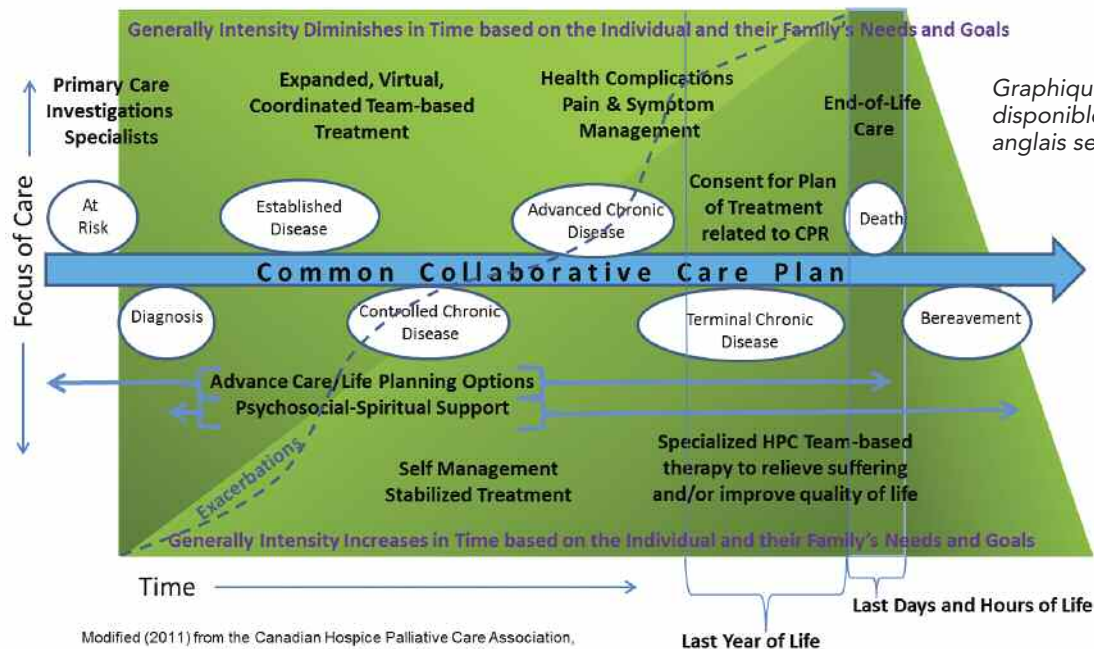 Generally Intensity Diminishes in Time based on the Individual and their Family's Needs and Goals
Primary Care
Investigations
Specialists
Expanded, Virtual,
Coordinated Team-based
Treatment
Health Complications
Pain & Symptom
Management
End-of-Life
Care
Graphiqu
disponible
anglais se
Focus of Care
At
Risk
Established
Disease
Advanced Chronic
Disease
Consent for Plan
of Treatment
related to CPR
Death
Common Collaborative Care Plan
Diagnosis
Controlled Chronic
Disease
Terminal Chronic
Disease
Bereavement
Advance Care/Life Planning Options
Psychosocial-Spiritual Support
Exacerbations
Self Management
Stabilized Treatment
Specialized HPC Team-based
therapy to relieve suffering
and/or improve quality of life
Generally Intensity Increases in Time based on the Individual and their Family's Needs and Goals
Time
Last Days and Hours of Life
Last Year of Life
Modified (2011) from the Canadian Hospice Palliative Care Association,